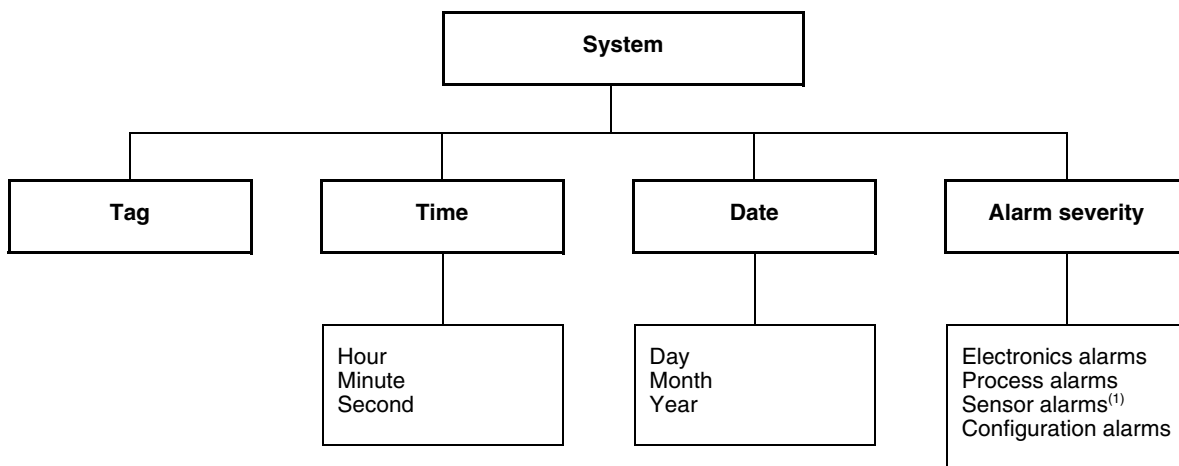 System
Tag
Time
Date
Alarm severity
Hour
Minute
Second
Day
Month
Year
Electronics alarms
Process alarms
Sensor alarms(1)
Configuration alarms